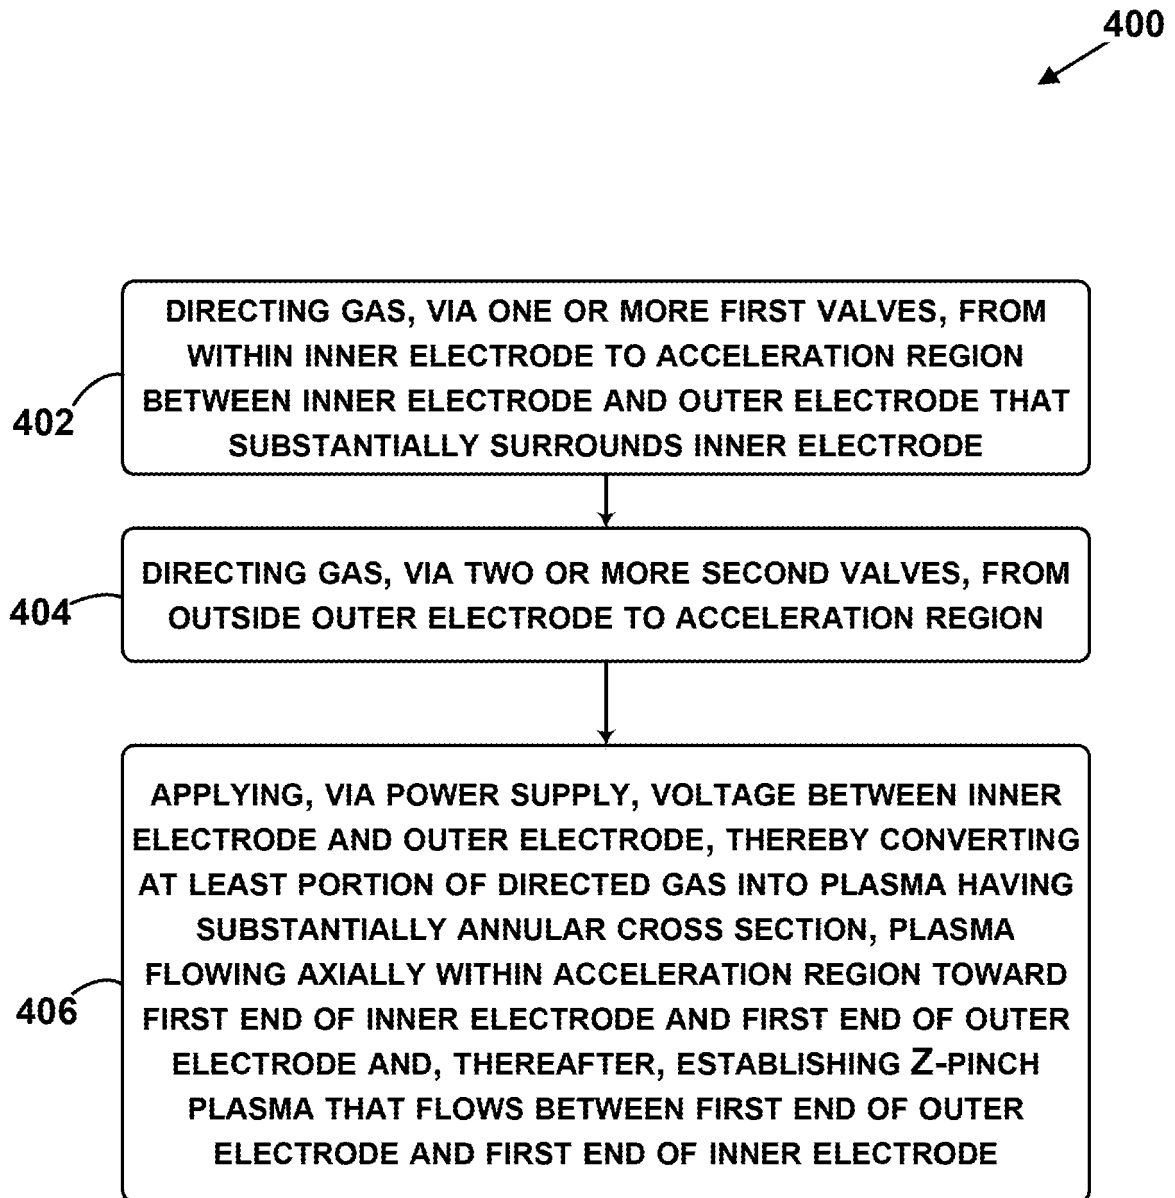 400
DIRECTING GAS, VIA ONE OR MORE FIRST VALVES, FROM
WITHIN INNER ELECTRODE TO ACCELERATION REGION
BETWEEN INNER ELECTRODE AND OUTER ELECTRODE THAT
SUBSTANTIALLY SURROUNDS INNER ELECTRODE
402
DIRECTING GAS, VIA TWO OR MORE SECOND VALVES, FROM
OUTSIDE OUTER ELECTRODE TO ACCELERATION REGION
404
APPLYING, VIA POWER SUPPLY, VOLTAGE BETWEEN INNER
ELECTRODE AND OUTER ELECTRODE, THEREBY CONVERTING
AT LEAST PORTION OF DIRECTED GAS INTO PLASMA HAVING
SUBSTANTIALLY ANNULAR CROSS SECTION, PLASMA
FLOWING AXIALLY WITHIN ACCELERATION REGION TOWARD
FIRST END OF INNER ELECTRODE AND FIRST END OF OUTER
ELECTRODE AND, THEREAFTER, ESTABLISHING Z-PINCH
PLASMA THAT FLOWS BETWEEN FIRST END OF OUTER
ELECTRODE AND FIRST END OF INNER ELECTRODE
406